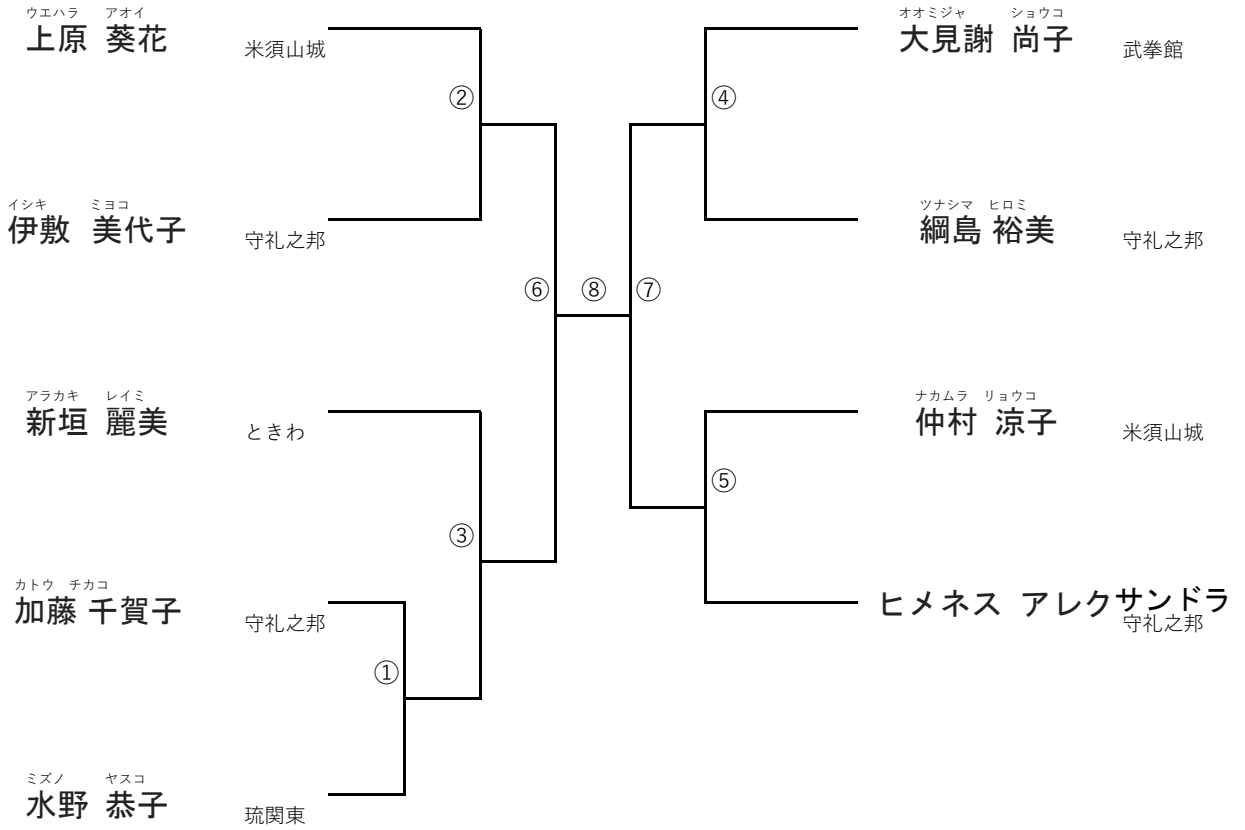 ウエハラ アオイ
上原 葵花 米須山城
②
イシキ ミヨコ
伊敷 美代子 守礼之邦
⑥
アラカキ レイミ
新垣 麗美 ときわ
③
カトウ チカコ
加藤 千賀子 守礼之邦
①
ミズノ ヤスコ
水野 恭子 琉関東
⑧
オオミジャ ショウコ
大見謝 尚子 武拳館
④
ツナシマ ヒロミ
綱島 裕美 守礼之邦
⑦
ナカムラ リョウコ
仲村 涼子 米須山城
⑤
ヒメネス アレクサンドラ
守礼之邦